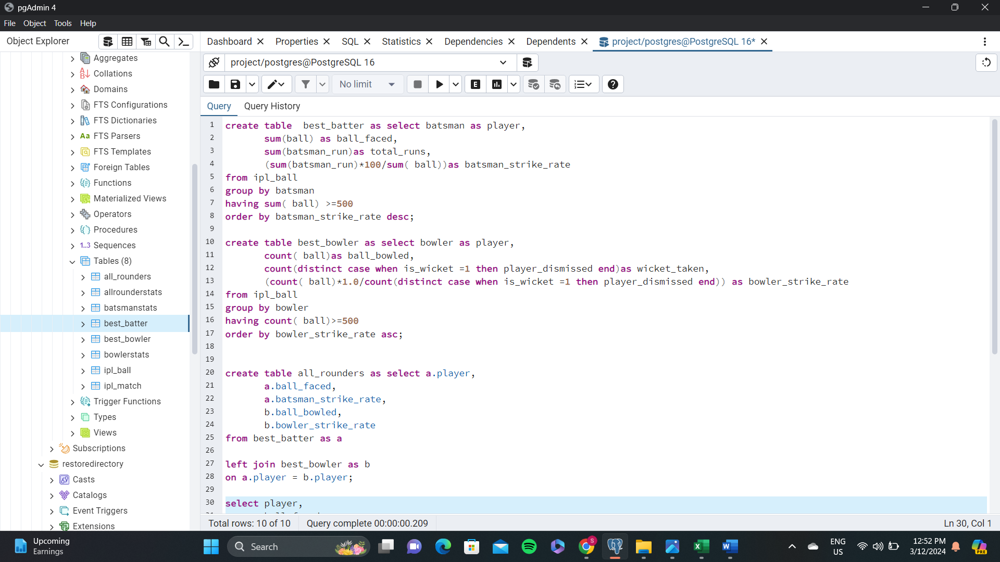 pgAdmin 4
File Object Tools Help
Object Explorer
Dashboard Properties SQL Statistics Dependencies Dependents project/postgres@PostgreSQL 16*
project/postgres@PostgreSQL 16
No limit
E
Query Query History
Aggregates
Collations
Domains
FTS Configurations
FTS Dictionaries
Aa FTS Parsers
FTS Templates
Foreign Tables
Functions
Materialized Views
Operators
Procedures
1..3 Sequences
Tables (8)
all_rounders
allrounderstats
batsmanstats
best_batter
best_bowler
bowlerstats
ipl_ball
ipl_match
Trigger Functions
Types
Views
Subscriptions
restoredirectory
Casts
Catalogs
Event Triggers
Extensions
1 create table  best_batter as select batsman as player,
2 sum(ball) as ball_faced,
3 sum(batsman_run)as total_runs,
4 (sum(batsman_run)*100/sum( ball))as batsman_strike_rate
5 from ipl_ball
6 group by batsman
7 having sum( ball) >=500
8 order by batsman_strike_rate desc;
9
10 create table best_bowler as select bowler as player,
11 count( ball)as ball_bowled,
12 count(distinct case when is_wicket =1 then player_dismissed end)as wicket_taken,
13 (count( ball)*1.0/count(distinct case when is_wicket =1 then player_dismissed end)) as bowler_strike_rate
14 from ipl_ball
15 group by bowler
16 having count( ball)>=500
17 order by bowler_strike_rate asc;
18
19
20 create table all_rounders as select a.player,
21 a.ball_faced,
22 a.batsman_strike_rate,
23 b.ball_bowled,
24 b.bowler_strike_rate
25 from best_batter as a
26
27 left join best_bowler as b
28 on a.player = b.player;
29
30 select player,
Total rows: 10 of 10 Query complete 00:00:00.209 Ln 30, Col 1
Upcoming
Earnings
Search
S
ENG
US
12:52 PM
3/12/2024
PRE